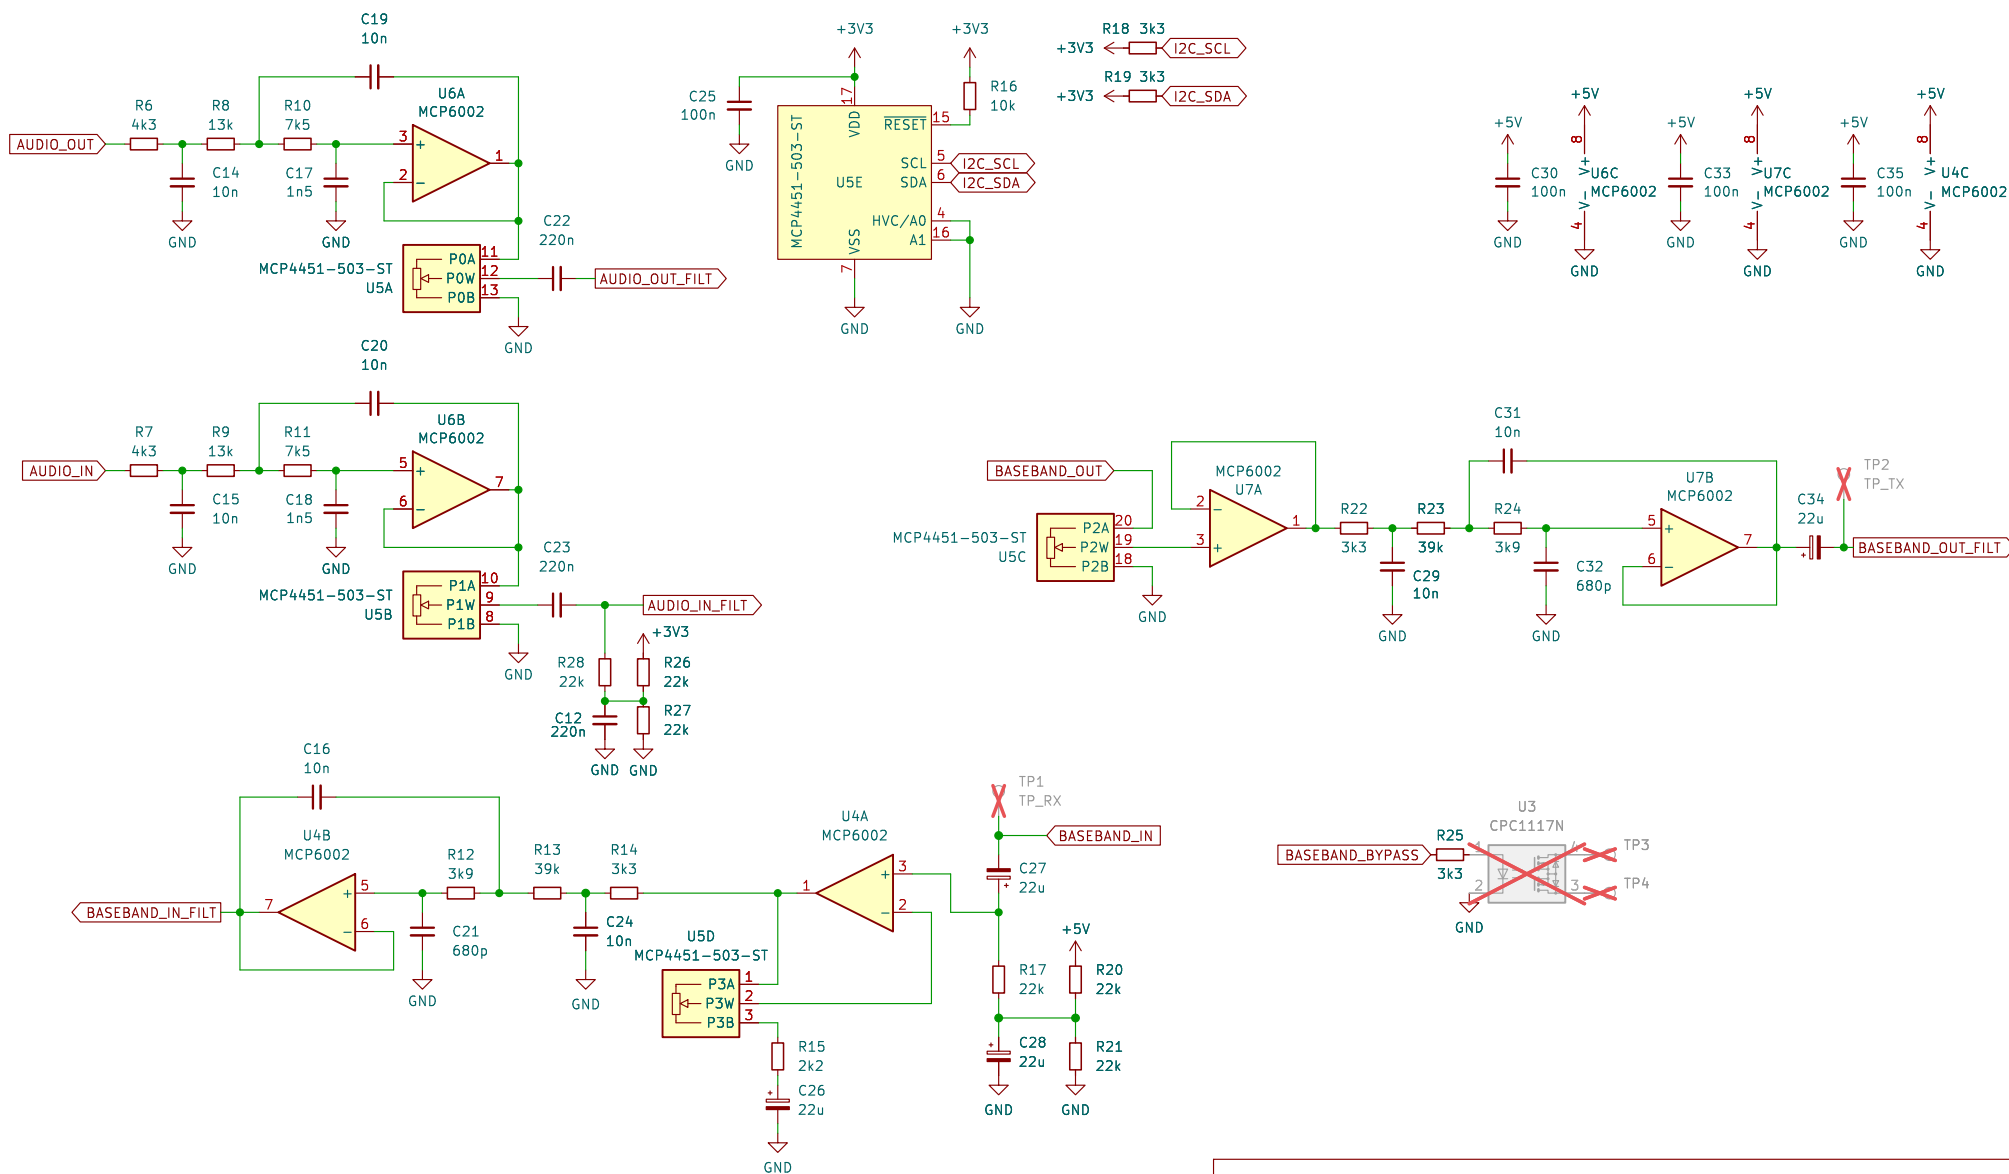 C19
10n
R6
4k3
R8
13k
R10
7k5
U6A
MCP6002
AUDIO_OUT
3
+
1
2
−
C14
10n
C17
1n5
GND
GND
C22
220n
MCP4451-503-ST
U5A
P0A
11
P0W
12
P0B
13
AUDIO_OUT_FILT
GND
+3V3
+3V3
C25
100n
GND
R16
10k
17
VDD
MCP4451-503-ST
U5E
RESET
15
SCL
5
I2C_SCL
SDA
6
I2C_SDA
HVC/A0
4
A1
16
VSS
7
GND
GND
R18 3k3
+3V3
I2C_SCL
R19 3k3
+3V3
I2C_SDA
+5V
+5V
+5V
+5V
+5V
+5V
C30
100n
GND
8
V+
U6C
MCP6002
V−
4
GND
C33
100n
GND
8
V+
U7C
MCP6002
V−
4
GND
C35
100n
GND
8
V+
U4C
MCP6002
V−
4
GND
C20
10n
R7
4k3
R9
13k
R11
7k5
U6B
MCP6002
AUDIO_IN
5
+
7
6
−
C15
10n
C18
1n5
GND
GND
C23
220n
MCP4451-503-ST
U5B
P1A
10
P1W
9
P1B
8
AUDIO_IN_FILT
GND
+3V3
R28
22k
R26
22k
C12
220n
R27
22k
GND
GND
BASEBAND_OUT
MCP4451-503-ST
U5C
P2A
20
P2W
19
P2B
18
GND
MCP6002
U7A
2
−
3
+
1
R22
3k3
R23
39k
R24
3k9
C31
10n
C29
10n
GND
C32
680p
GND
U7B
MCP6002
5
+
6
−
7
C34
22u
+
TP2
TP_TX
BASEBAND_OUT_FILT
C16
10n
U4B
MCP6002
5
+
6
−
7
BASEBAND_IN_FILT
R12
3k9
R13
39k
R14
3k3
C21
680p
GND
C24
10n
GND
U4A
MCP6002
3
+
2
−
1
U5D
MCP4451-503-ST
P3A
1
P3W
2
P3B
3
R15
2k2
+
C26
22u
GND
TP1
TP_RX
BASEBAND_IN
C27
22u
+
+5V
R17
22k
R20
22k
+
C28
22u
R21
22k
GND
GND
U3
CPC1117N
R25
3k3
BASEBAND_BYPASS
1
2
4
3
TP3
TP4
GND